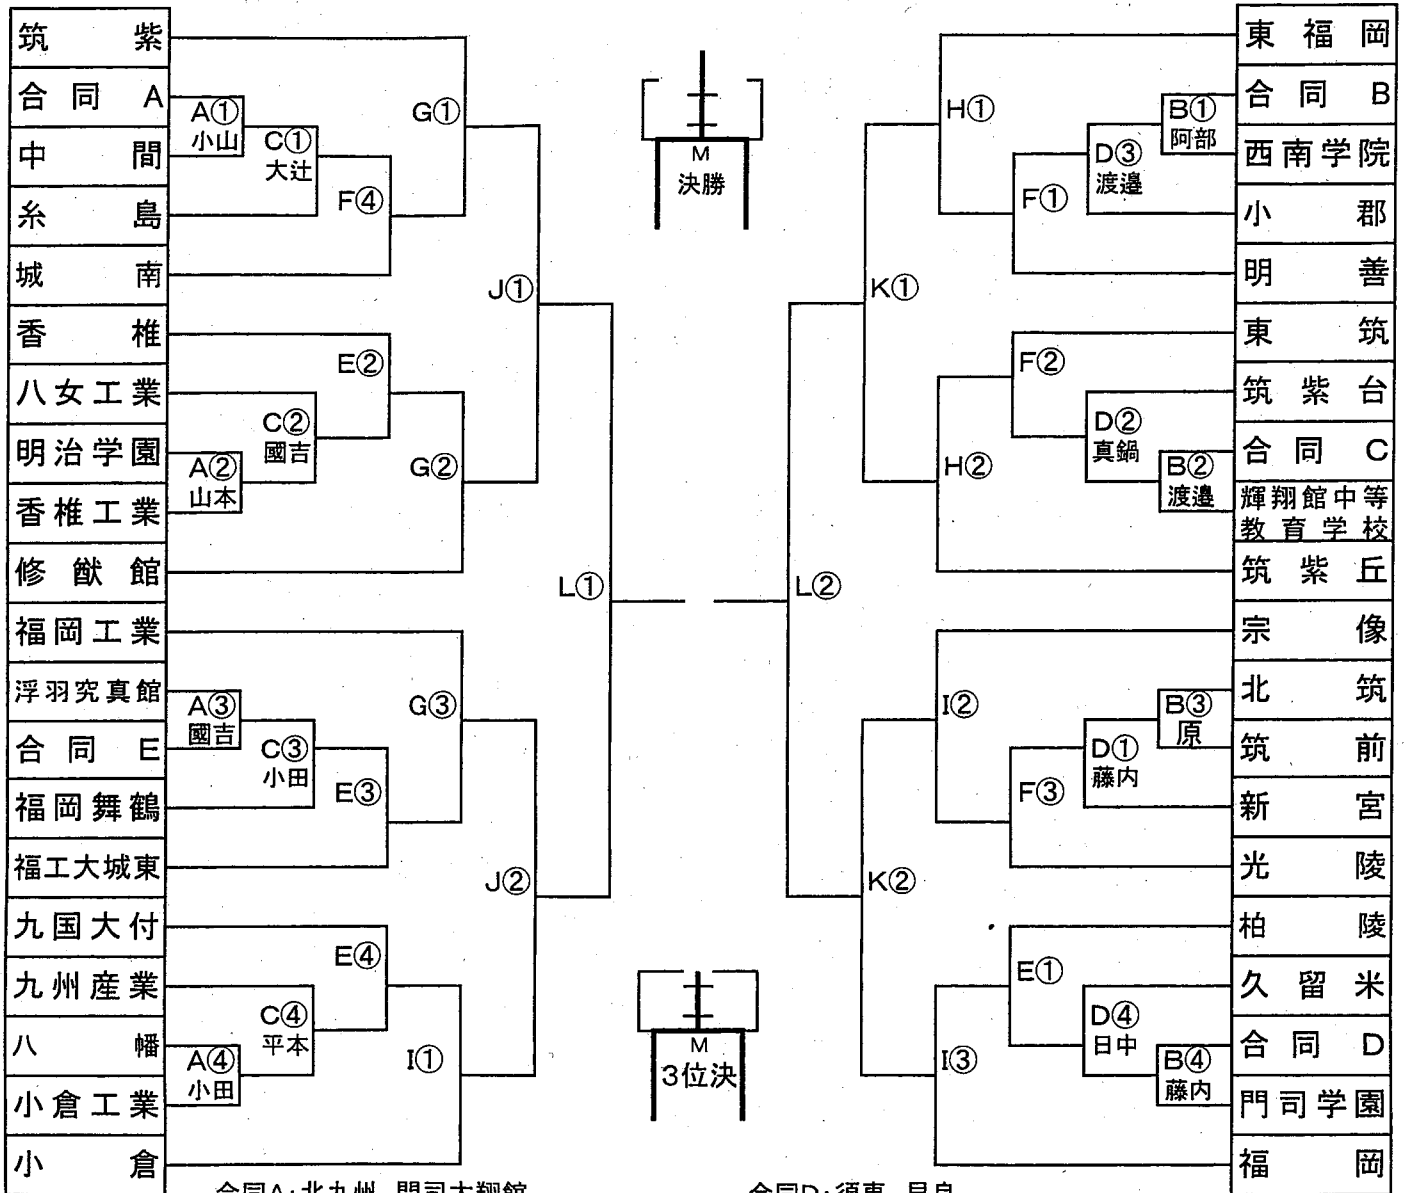 筑紫
合同A
中間
糸島
城南
香椎
八女工業
明治学園
香椎工業
修猷館
福岡工業
浮羽究真館
合同E
福岡舞鶴
福工大城東
九国大付
九州産業
八幡
小倉工業
小倉
A①
小山
C①
大辻
F④
G①
E②
C②
國吉
A②
山本
G②
J①
A③
國吉
C③
小田
E③
G③
E④
C④
平本
A④
小田
I①
J②
L①
M
決勝
M
3位決
L②
K①
H①
F①
D③
渡邉
B①
阿部
F②
D②
真鍋
B②
渡邉
H②
K②
I②
B③
原
D①
藤内
F③
E①
D④
日中
B④
藤内
I③
東福岡
合同B
西南学院
小郡
明善
東筑
筑紫台
合同C
輝翔館中等
教育学校
筑紫丘
宗像
北筑
筑前
新宮
光陵
柏陵
久留米
合同D
門司学園
福岡